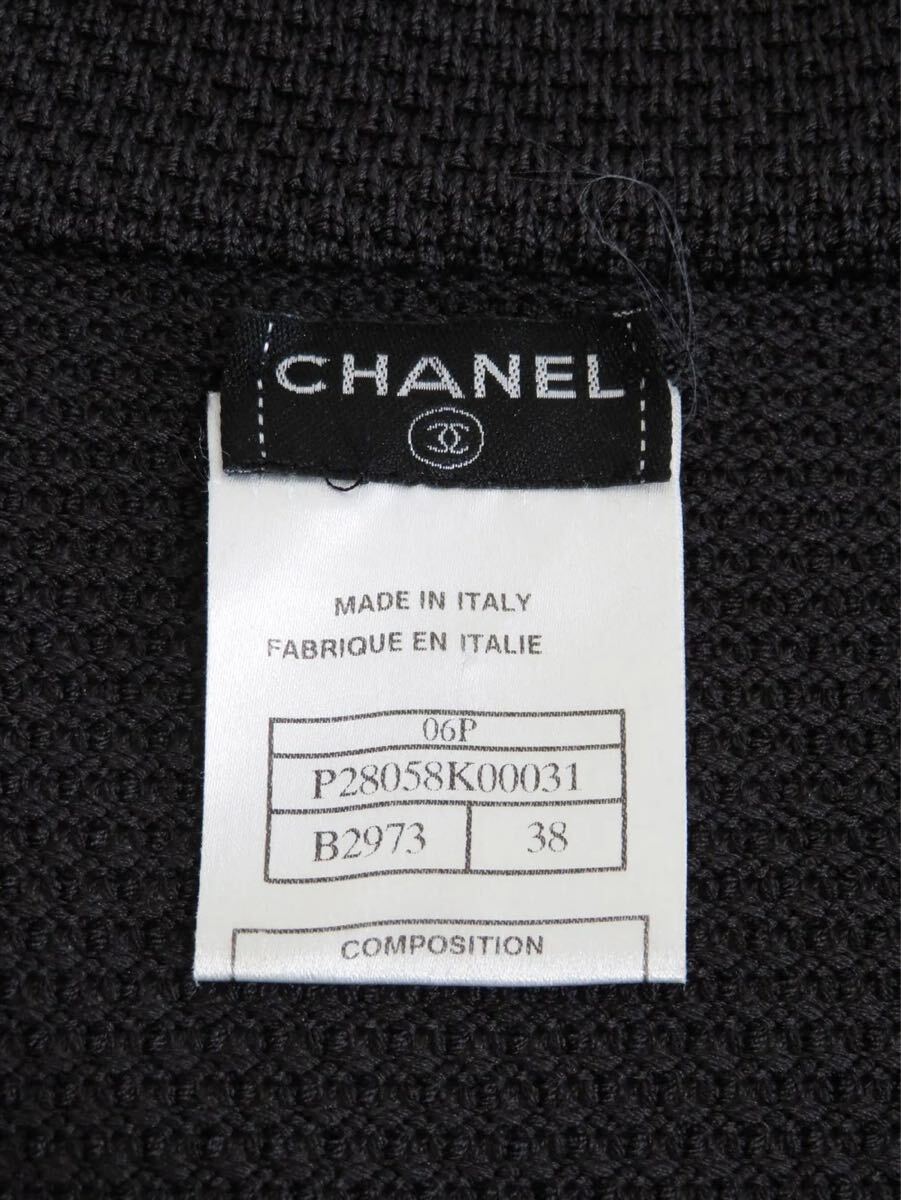 CHANEL
MADE IN ITALY
FABRIQUE EN ITALIE
06P
P28058K00031
B2973 38
COMPOSITION